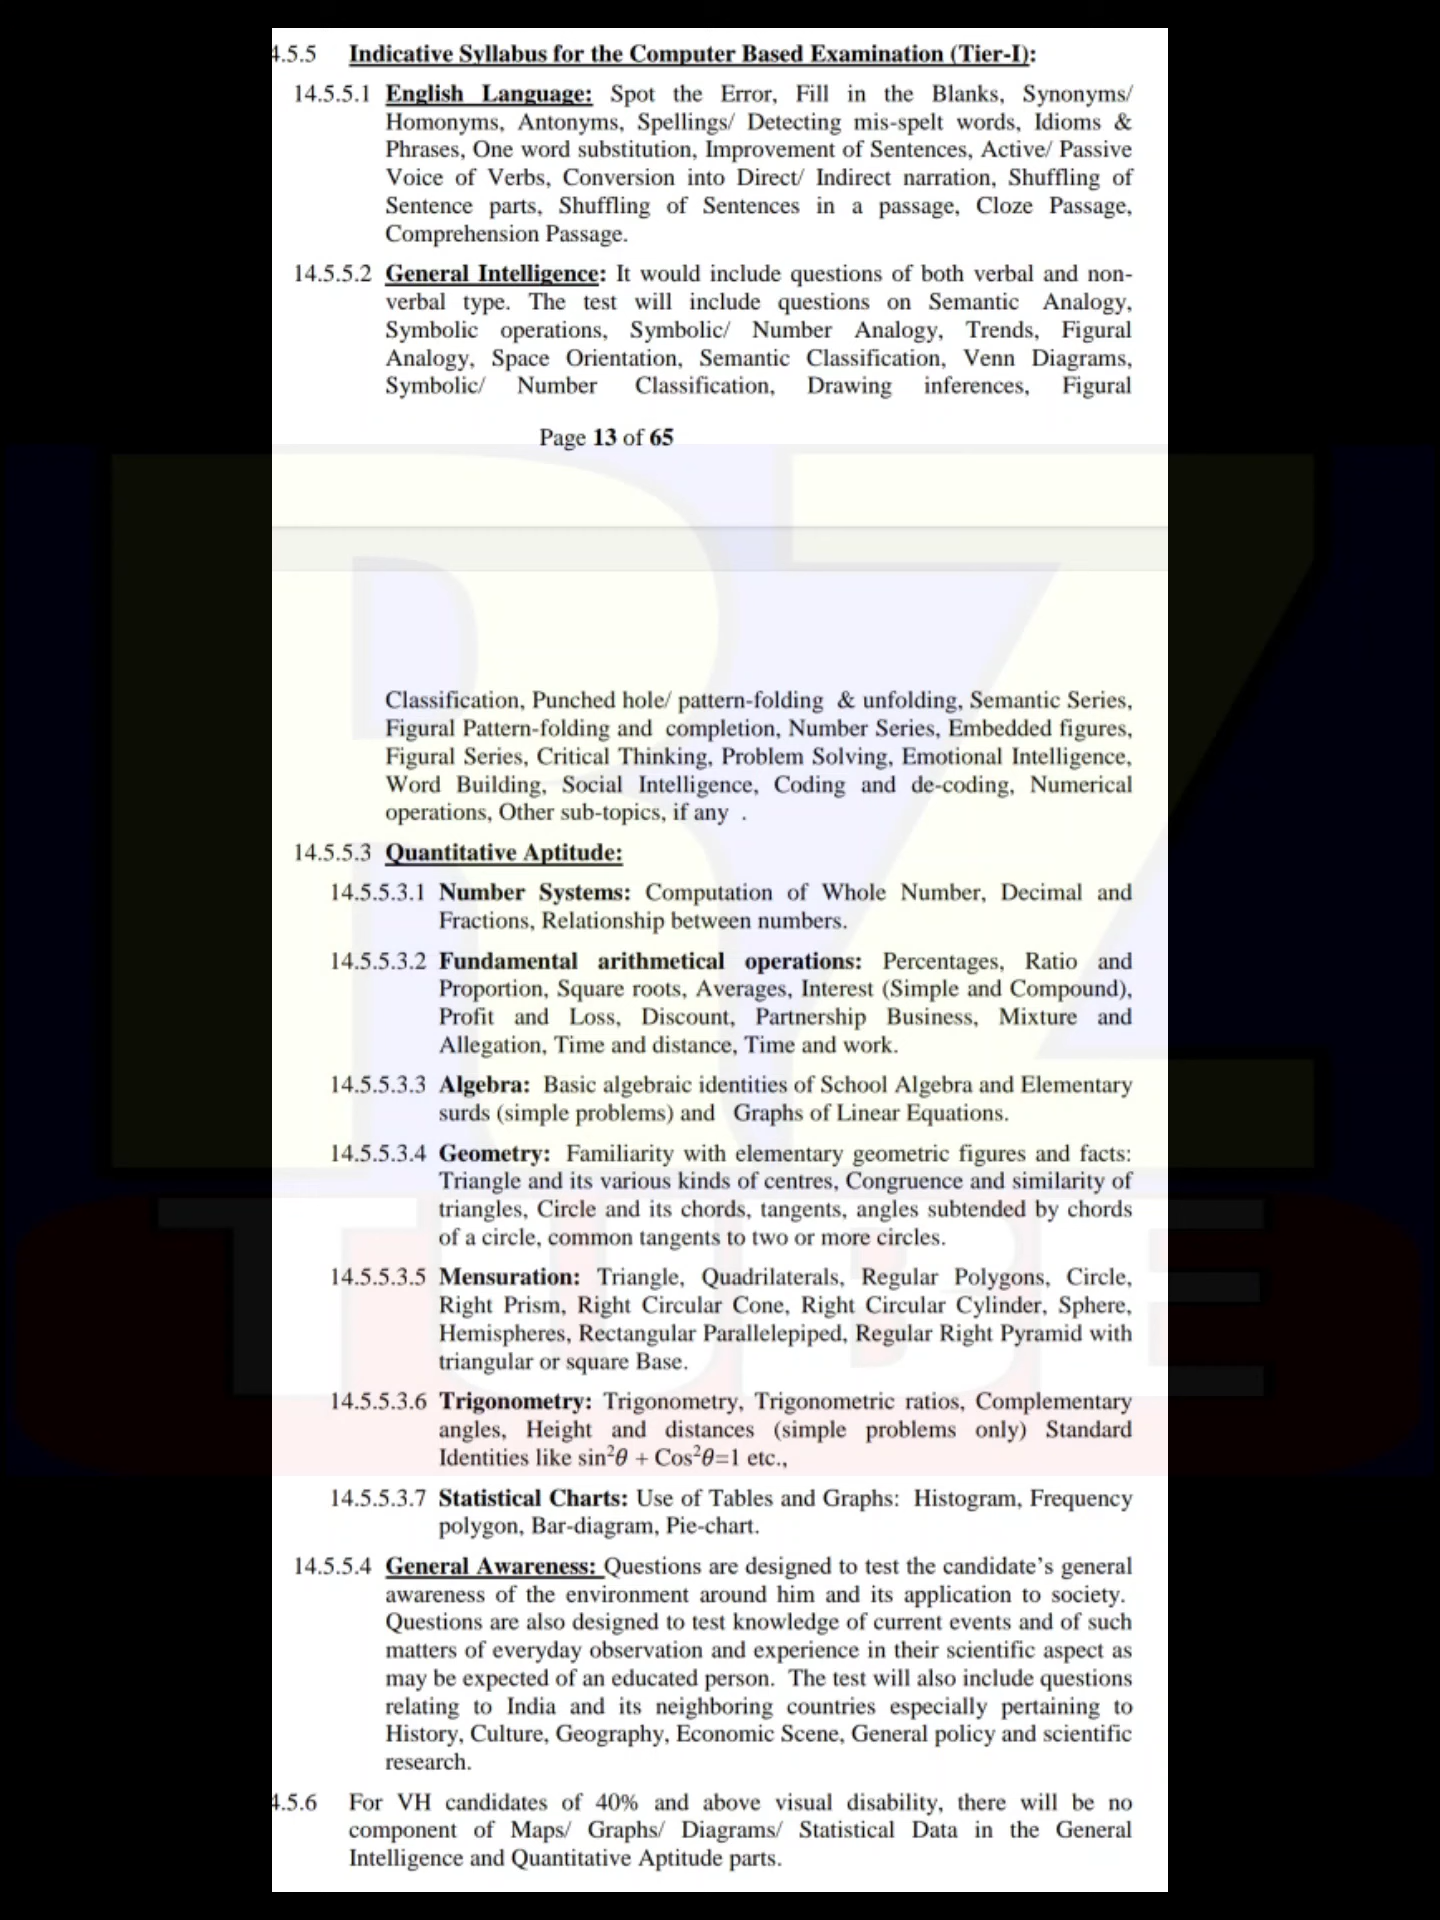 4.5.5 Indicative Syllabus for the Computer Based Examination (Tier-I):
14.5.5.1 English Language: Spot the Error, Fill in the Blanks, Synonyms/
Homonyms, Antonyms, Spellings/ Detecting mis-spelt words, Idioms &
Phrases, One word substitution, Improvement of Sentences, Active/ Passive
Voice of Verbs, Conversion into Direct/ Indirect narration, Shuffling of
Sentence parts, Shuffling of Sentences in a passage, Cloze Passage,
Comprehension Passage.
14.5.5.2 General Intelligence: It would include questions of both verbal and non-
verbal type. The test will include questions on Semantic Analogy,
Symbolic operations, Symbolic/ Number Analogy, Trends, Figural
Analogy, Space Orientation, Semantic Classification, Venn Diagrams,
Symbolic/ Number Classification, Drawing inferences, Figural
Page 13 of 65
Classification, Punched hole/ pattern-folding & unfolding, Semantic Series,
Figural Pattern-folding and completion, Number Series, Embedded figures,
Figural Series, Critical Thinking, Problem Solving, Emotional Intelligence,
Word Building, Social Intelligence, Coding and de-coding, Numerical
operations, Other sub-topics, if any .
14.5.5.3 Quantitative Aptitude:
14.5.5.3.1 Number Systems: Computation of Whole Number, Decimal and
Fractions, Relationship between numbers.
14.5.5.3.2 Fundamental arithmetical operations: Percentages, Ratio and
Proportion, Square roots, Averages, Interest (Simple and Compound),
Profit and Loss, Discount, Partnership Business, Mixture and
Allegation, Time and distance, Time and work.
14.5.5.3.3 Algebra: Basic algebraic identities of School Algebra and Elementary
surds (simple problems) and Graphs of Linear Equations.
14.5.5.3.4 Geometry: Familiarity with elementary geometric figures and facts:
Triangle and its various kinds of centres, Congruence and similarity of
triangles, Circle and its chords, tangents, angles subtended by chords
of a circle, common tangents to two or more circles.
14.5.5.3.5 Mensuration: Triangle, Quadrilaterals, Regular Polygons, Circle,
Right Prism, Right Circular Cone, Right Circular Cylinder, Sphere,
Hemispheres, Rectangular Parallelepiped, Regular Right Pyramid with
triangular or square Base.
14.5.5.3.6 Trigonometry: Trigonometry, Trigonometric ratios, Complementary
angles, Height and distances (simple problems only) Standard
Identities like sin²θ + Cos²θ=1 etc.,
14.5.5.3.7 Statistical Charts: Use of Tables and Graphs: Histogram, Frequency
polygon, Bar-diagram, Pie-chart.
14.5.5.4 General Awareness: Questions are designed to test the candidate’s general
awareness of the environment around him and its application to society.
Questions are also designed to test knowledge of current events and of such
matters of everyday observation and experience in their scientific aspect as
may be expected of an educated person. The test will also include questions
relating to India and its neighboring countries especially pertaining to
History, Culture, Geography, Economic Scene, General policy and scientific
research.
4.5.6 For VH candidates of 40% and above visual disability, there will be no
component of Maps/ Graphs/ Diagrams/ Statistical Data in the General
Intelligence and Quantitative Aptitude parts.
RZ
TUBE